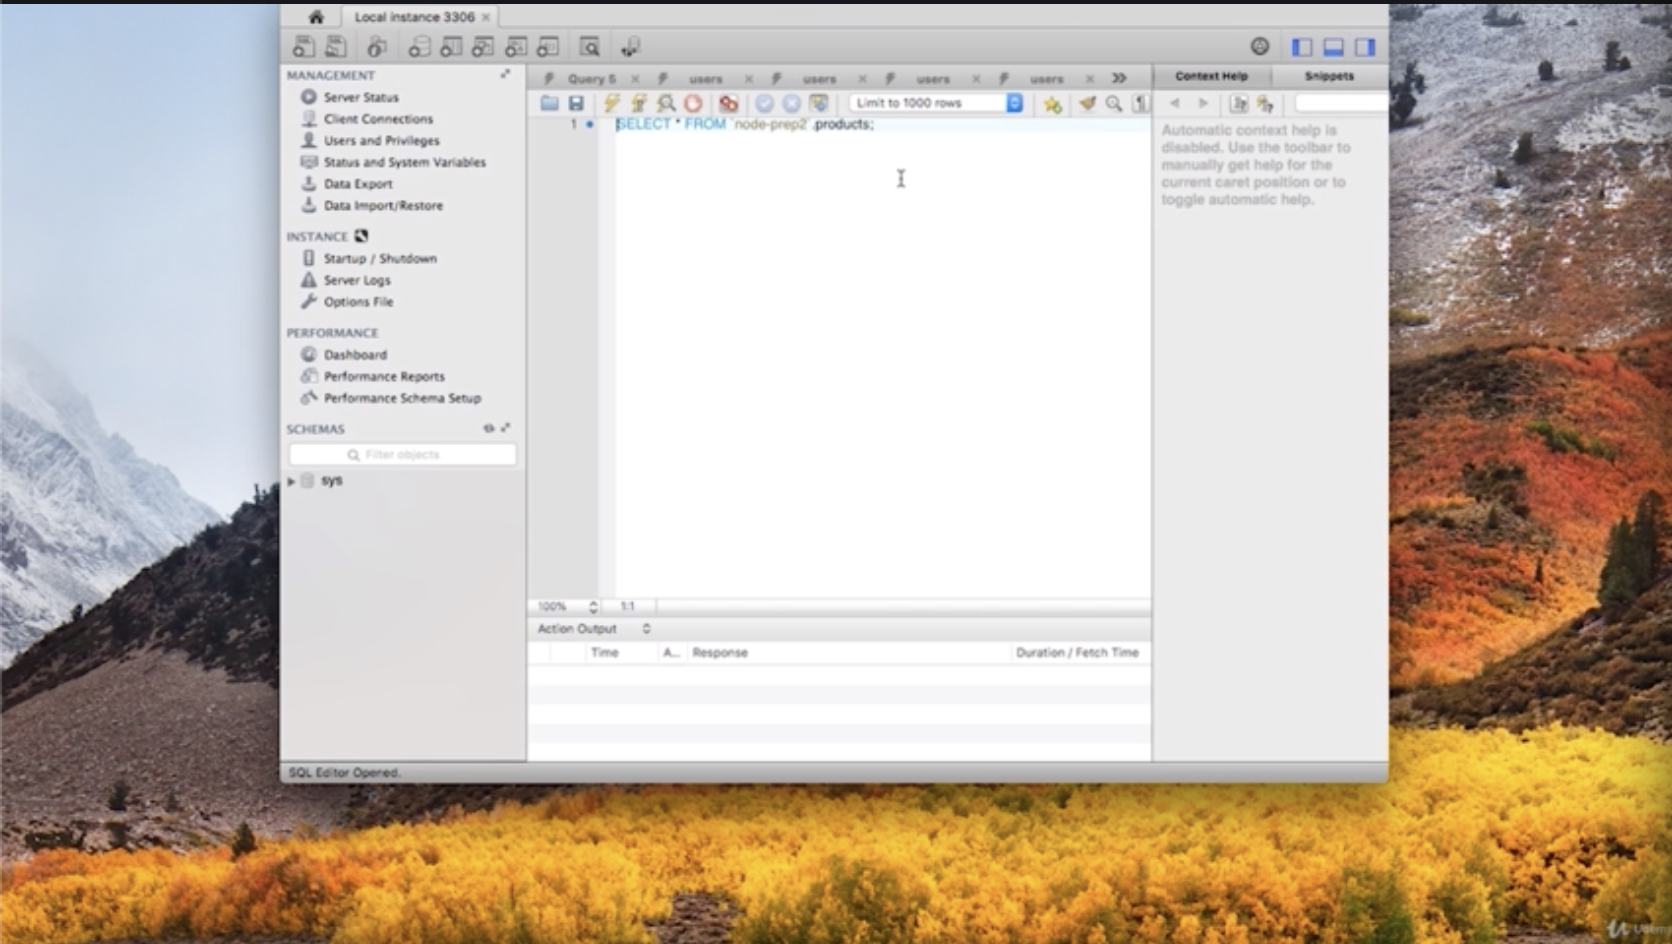 Local instance 3306
MANAGEMENT
Server Status
Client Connections
Users and Privileges
Status and System Variables
Data Export
Data Import/Restore
INSTANCE
Startup / Shutdown
Server Logs
Options File
PERFORMANCE
Dashboard
Performance Reports
Performance Schema Setup
SCHEMAS
Filter objects
sys
Query 5 users users users users
Limit to 1000 rows
1 SELECT * FROM `node-prep2`.products;
100% 1:1
Action Output
Time A... Response Duration / Fetch Time
Context Help Snippets
Automatic context help is
disabled. Use the toolbar to
manually get help for the
current caret position or to
toggle automatic help.
SQL Editor Opened.